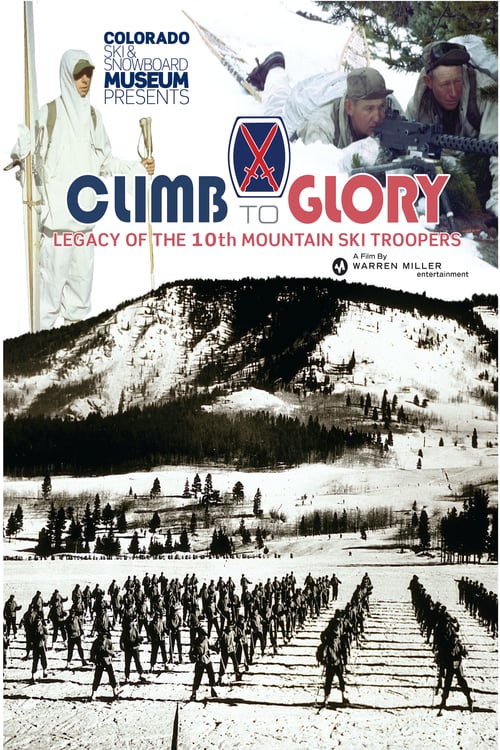 COLORADO
SKI &
SNOWBOARD
MUSEUM
PRESENTS
CLIMB TO GLORY
LEGACY OF THE 10th MOUNTAIN SKI TROOPERS
A Film By
WARREN MILLER
entertainment